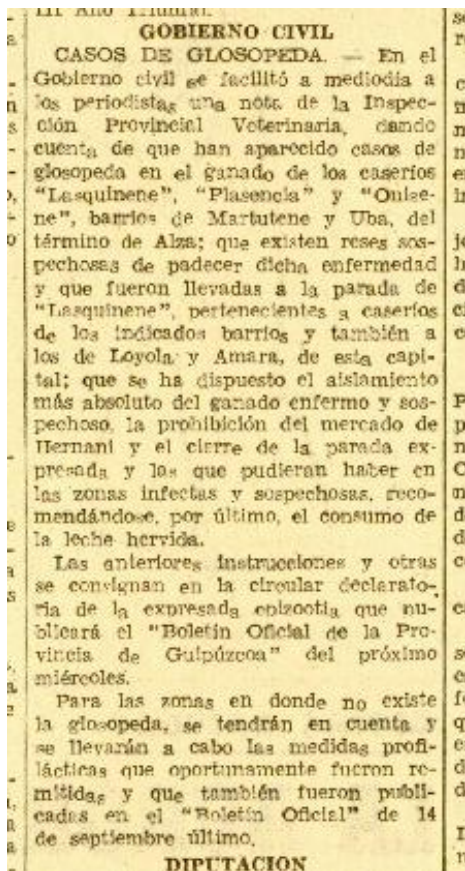 III Año Triunfal.
GOBIERNO CIVIL
CASOS DE GLOSOPEDA. — En el
Gobierno civil se facilitó a mediodía a
los periodistas una nota de la Inspec-
ción Provincial Veterinaria, dando
cuenta de que han aparecido casos de
glosopeda en el ganado de los caseríos
"Lasquinene", "Plasencia" y
barrios de Martutene y Uba, del
término de Alza; que existen reses sos-
pechosas de padecer dicha enfermedad
y que fueron llevadas a la parada de
"Lasquinene", pertenecientes a caseríos
de los indicados barrios y también a
los de Loyola y Amara, de esta capi-
tal; que se ha dispuesto el aislamiento
más absoluto del ganado enfermo y sos-
pechoso, la prohibición del mercado de
Hernani y el cierre de la parada ex-
presada y las que pudieran haber en
las zonas infectas y sospechosas, reco-
mendándose, por último, el consumo de
la leche hervida.
Las anteriores instrucciones y otras
se consignan en la circular declarato-
ria de la expresada epizootia que pu-
blicará el "Boletín Oficial de la Pro-
vincia de Guipúzcoa" del próximo
miércoles.
Para las zonas en donde no existe
la glosopeda, se tendrán en cuenta y
se llevarán a cabo las medidas profi-
lácticas que oportunamente fueron re-
mitidas y que también fueron publi-
cadas en el "Boletín Oficial" de 14
de septiembre último.
DIPUTACION